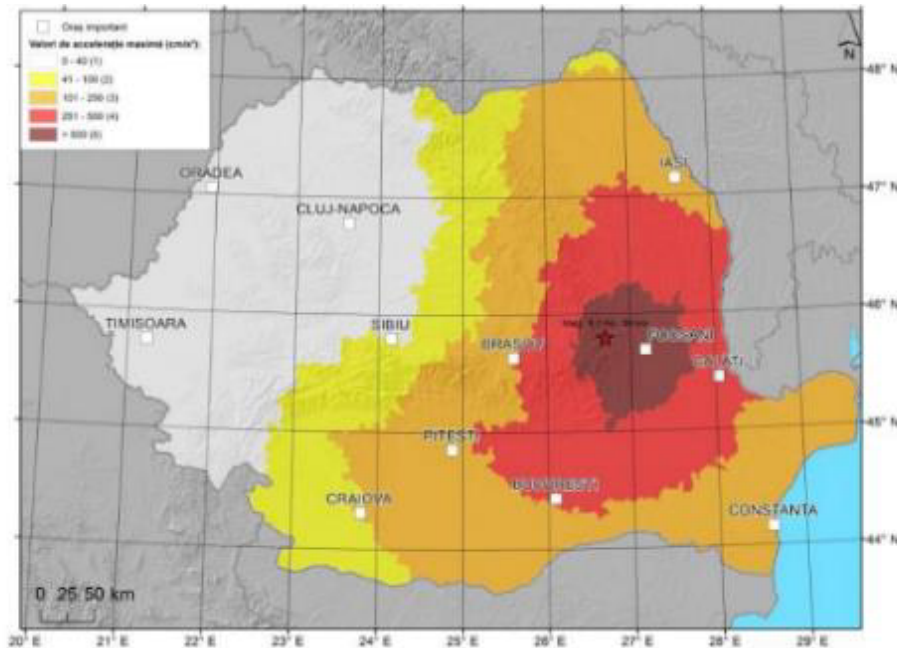 Oraș important
Valori de accelerație maximă (cm/s²):
0 - 40 (1)
41 - 100 (2)
101 - 250 (3)
251 - 500 (4)
> 500 (5)
N
48° N
IASI
ORADEA
47° N
CLUJ-NAPOCA
46° N
TIMISOARA
SIBIU
BRASOV
FOCSANI
GALATI
45° N
PITESTI
BUCURESTI
CRAIOVA
CONSTANTA
44° N
0 25 50 km
20° E
21° E
22° E
23° E
24° E
25° E
26° E
27° E
28° E
29° E